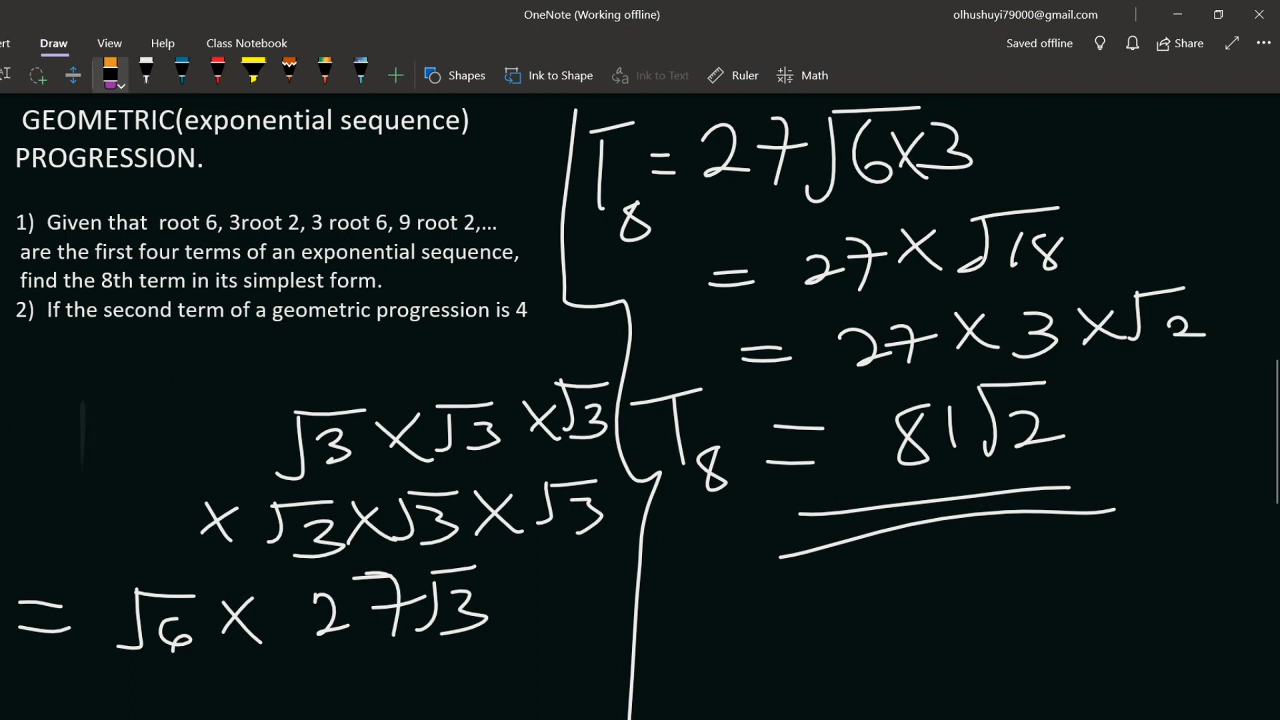 OneNote (Working offline)
olhushuyi79000@gmail.com
ert Draw View Help Class Notebook
Saved offline Share
Shapes Ink to Shape Ink to Text Ruler Math
GEOMETRIC(exponential sequence)
PROGRESSION.
1) Given that root 6, 3root 2, 3 root 6, 9 root 2,...
are the first four terms of an exponential sequence,
find the 8th term in its simplest form.
2) If the second term of a geometric progression is 4
√3 × √3 × √3
× √3 × √3 × √3
= √6 × 27√3
T₈ = 27√6×3
= 27 × √18
= 27 × 3 × √2
T₈ = 81√2